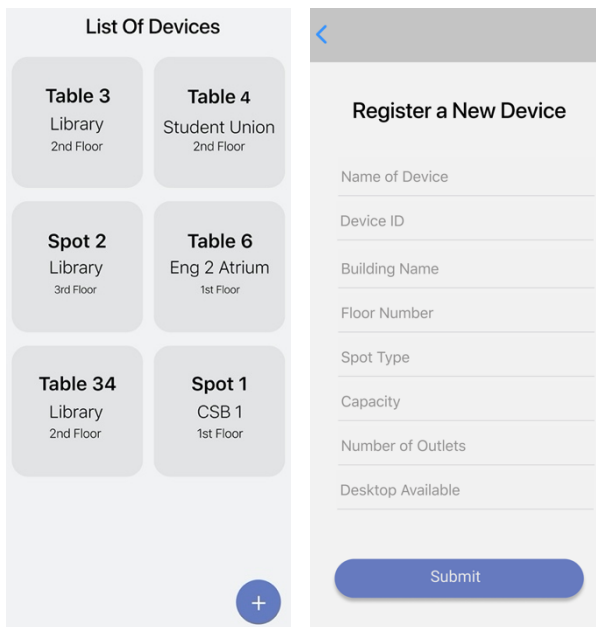 List Of Devices
Table 3
Library
2nd Floor
Table 4
Student Union
2nd Floor
Spot 2
Library
3rd Floor
Table 6
Eng 2 Atrium
1st Floor
Table 34
Library
2nd Floor
Spot 1
CSB 1
1st Floor
+
Register a New Device
Name of Device
Device ID
Building Name
Floor Number
Spot Type
Capacity
Number of Outlets
Desktop Available
Submit